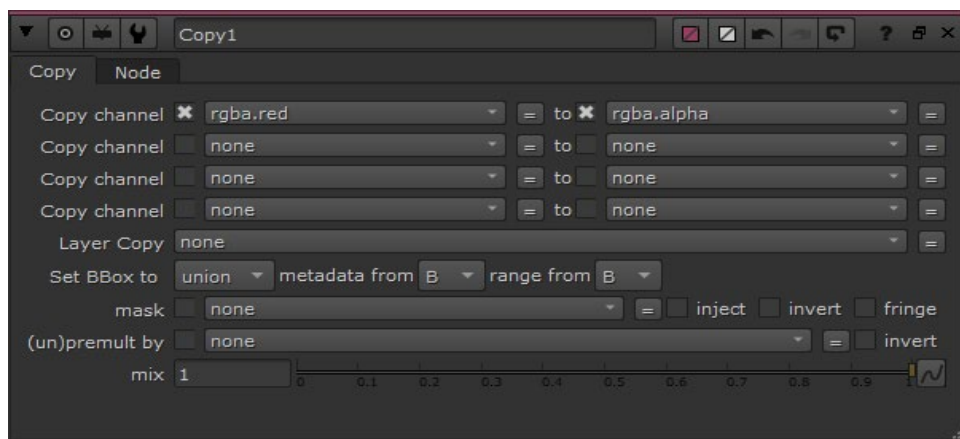 Copy1 ?
Copy Node
Copy channel rgba.red = to rgba.alpha =
Copy channel none = to none =
Copy channel none = to none =
Copy channel none = to none =
Layer Copy none =
Set BBox to union metadata from B range from B
mask none = inject invert fringe
(un)premult by none = invert
mix 1 0 0.1 0.2 0.3 0.4 0.5 0.6 0.7 0.8 0.9 1